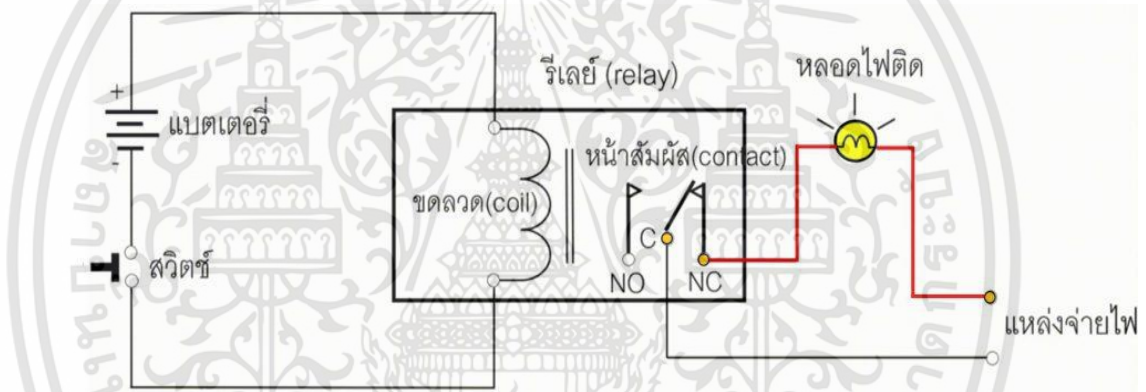 รีเลย์ (relay)
หลอดไฟติด
+
แบตเตอรี่
-
หน้าสัมผัส(contact)
ขดลวด(coil)
C
สวิตช์
NO
NC
แหล่งจ่ายไฟ